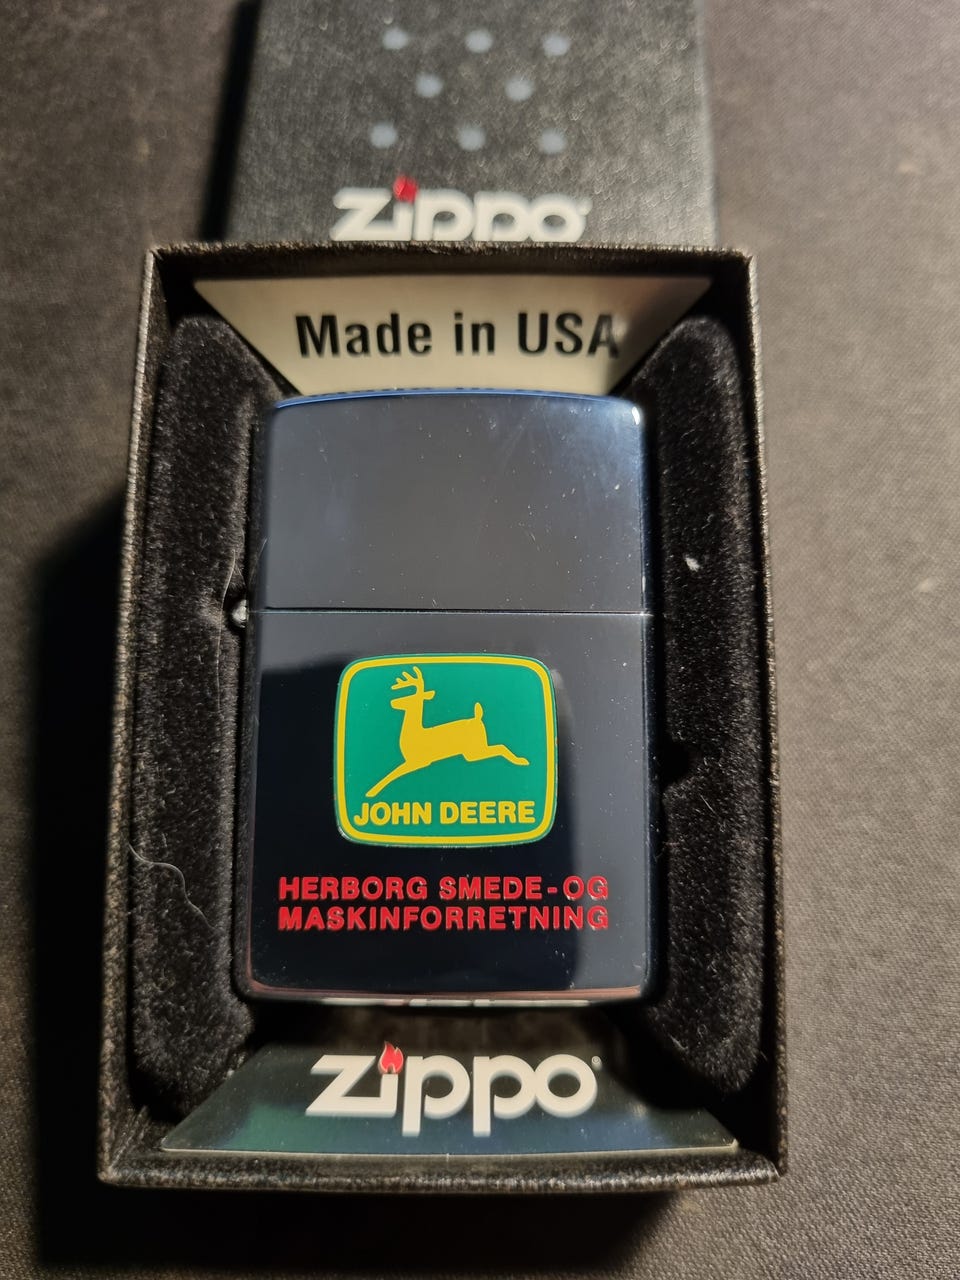 Zippo
Made in USA
JOHN DEERE
HERBORG SMEDE-OG
MASKINFORRETNING
Zippo